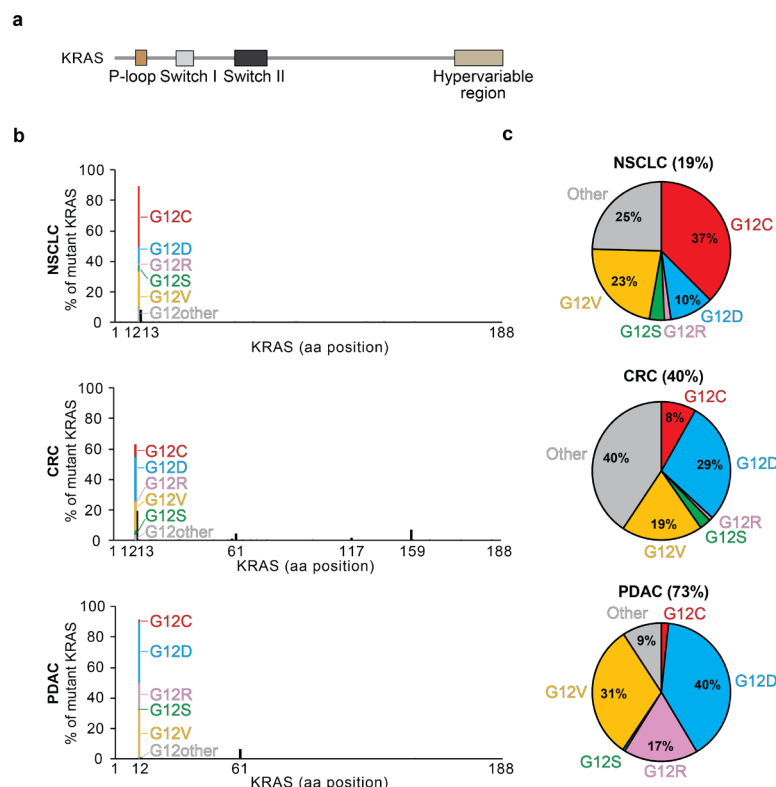 a
KRAS
P-loop Switch I Switch II Hypervariable
region
b
c
100
80
60
40
20
0
% of mutant KRAS
NSCLC
G12C
G12D
G12R
G12S
G12V
G12other
1 1213 188
KRAS (aa position)
NSCLC (19%)
Other
25%
G12C
37%
23%
G12V
10%
G12D
G12S
G12R
100
80
60
40
20
0
% of mutant KRAS
CRC
G12C
G12D
G12R
G12V
G12S
G12other
1 1213 61 117 159 188
KRAS (aa position)
CRC (40%)
G12C
8%
Other
40%
29%
G12D
19%
G12R
G12S
G12V
100
80
60
40
20
0
% of mutant KRAS
PDAC
G12C
G12D
G12R
G12S
G12V
G12other
1 12 61 188
KRAS (aa position)
PDAC (73%)
Other
G12C
9%
G12V
31%
40%
G12D
17%
G12S
G12R